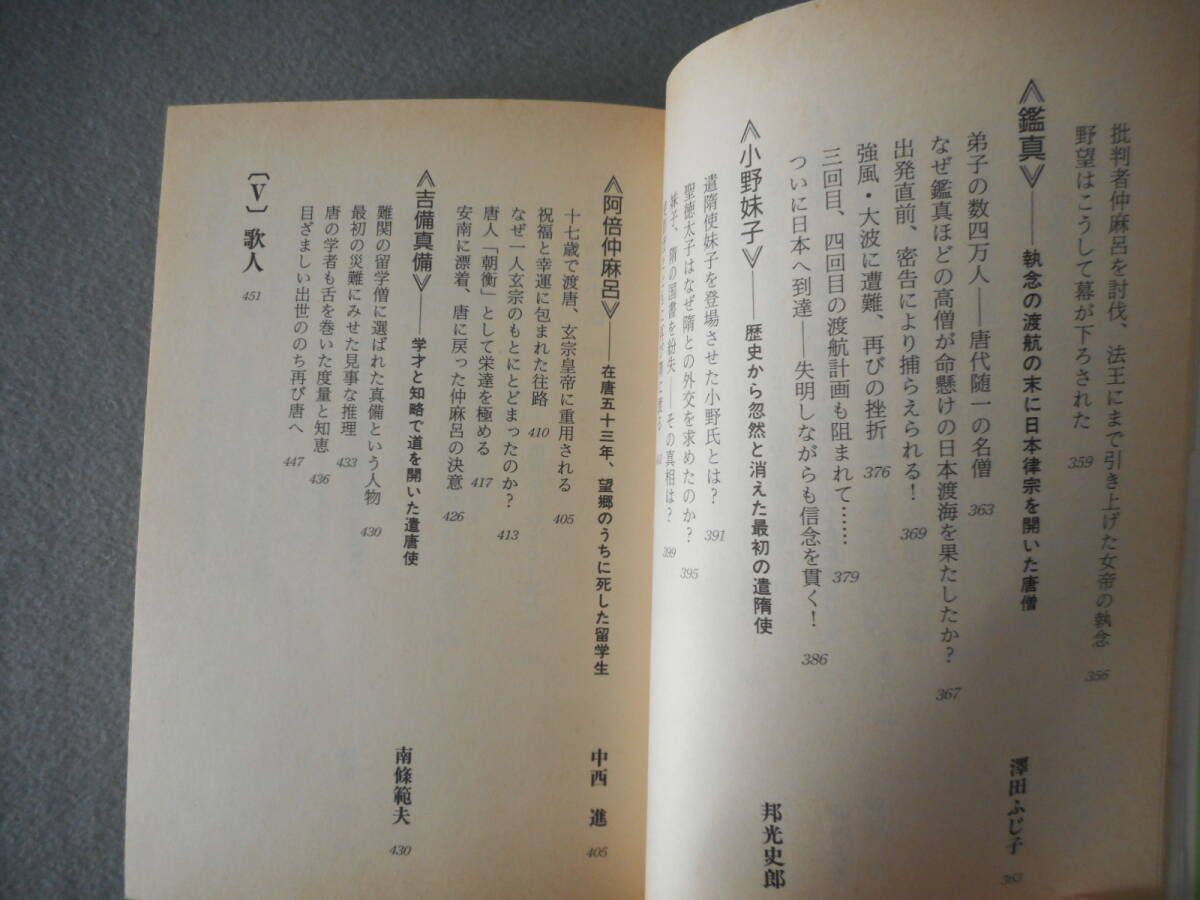 批判者仲麻呂を討伐、法王にまで引き上げた女帝の執念 356
野望はこうして幕が下ろされた 359
《鑑真》——執念の渡航の末に日本律宗を開いた唐僧 澤田ふじ子 363
弟子の数四万人——唐代随一の名僧 363
なぜ鑑真ほどの高僧が命懸けの日本渡海を果たしたか? 367
出発直前、密告により捕らえられる! 369
強風・大波に遭難、再びの挫折 376
三回目、四回目の渡航計画も阻まれて…… 379
ついに日本へ到達——失明しながらも信念を貫く! 386
《小野妹子》——歴史から忽然と消えた最初の遣隋使 邦光史郎
遣隋使妹子を登場させた小野氏とは? 391
聖徳太子はなぜ隋との外交を求めたのか? 395
妹子、隋の国書を紛失——その真相は? 399
《阿倍仲麻呂》——在唐五十三年、望郷のうちに死した留学生 中西 進 405
十七歳で渡唐、玄宗皇帝に重用される 405
祝福と幸運に包まれた往路 410
なぜ一人玄宗のもとにとどまったのか? 413
唐人「朝衡」として栄達を極める 417
安南に漂着、唐に戻った仲麻呂の決意 426
《吉備真備》——学才と知略で道を開いた遣唐使 南條範夫 430
難関の留学僧に選ばれた真備という人物 430
最初の災難にみせた見事な推理 433
唐の学者も舌を巻いた度量と知恵 436
目ざましい出世ののち再び唐へ 447
〔V〕歌人 451